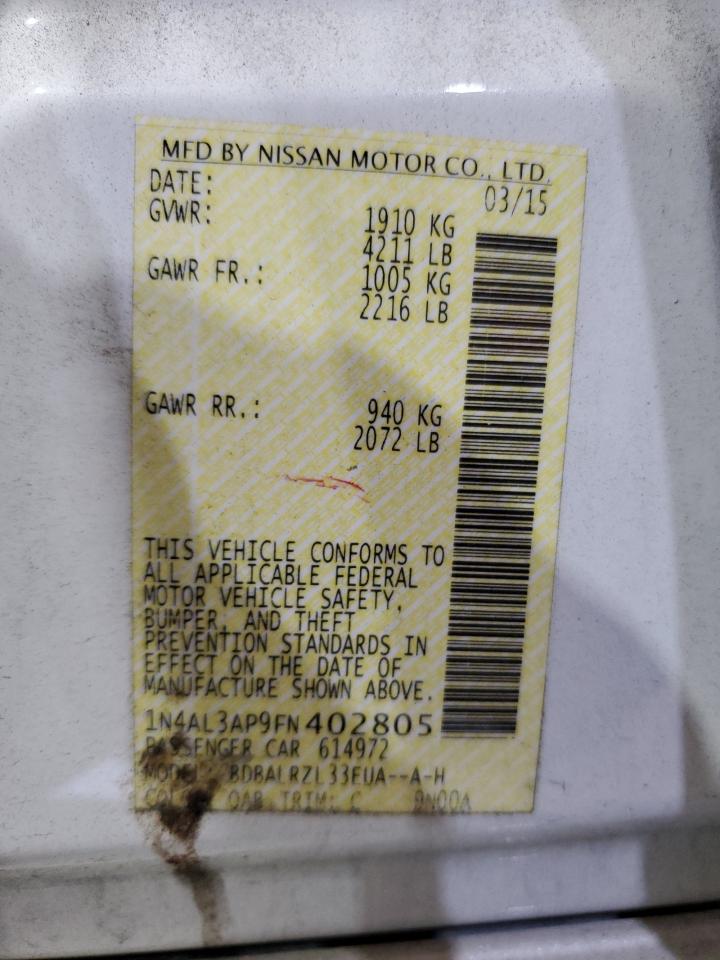 MFD BY NISSAN MOTOR CO., LTD.
DATE: 03/15
GVWR: 1910 KG
4211 LB
GAWR FR.: 1005 KG
2216 LB
GAWR RR.: 940 KG
2072 LB
THIS VEHICLE CONFORMS TO
ALL APPLICABLE FEDERAL
MOTOR VEHICLE SAFETY,
BUMPER, AND THEFT
PREVENTION STANDARDS IN
EFFECT ON THE DATE OF
MANUFACTURE SHOWN ABOVE.
1N4AL3AP9FN402805
PASSENGER CAR 614972
MODEL: BDBALRZL33EUA--A-H
COLOR QAB TRIM: C 9N00A